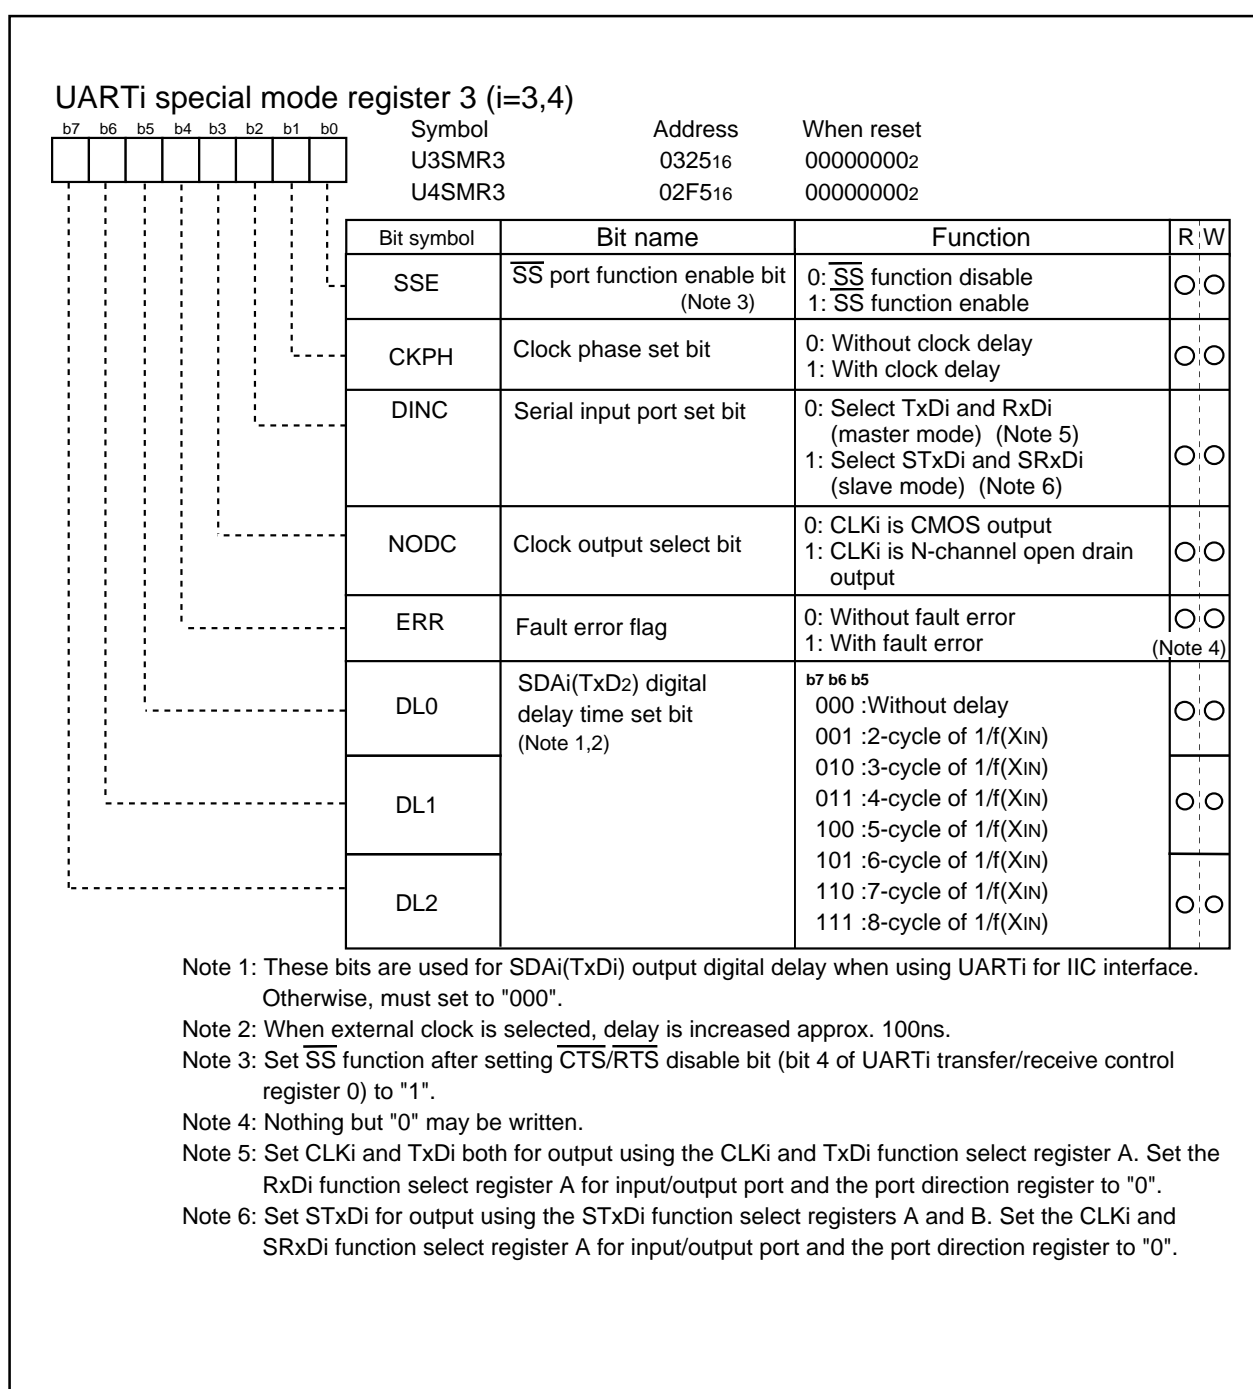 UARTi special mode register 3 (i=3,4)
b7 b6 b5 b4 b3 b2 b1 b0
Symbol Address When reset
U3SMR3 032516 000000002
U4SMR3 02F516 000000002
Bit symbol Bit name Function R W
SSE SS port function enable bit (Note 3)
0: SS function disable
1: SS function enable
CKPH Clock phase set bit
0: Without clock delay
1: With clock delay
DINC Serial input port set bit
0: Select TxDi and RxDi
(master mode) (Note 5)
1: Select STxDi and SRxDi
(slave mode) (Note 6)
NODC Clock output select bit
0: CLKi is CMOS output
1: CLKi is N-channel open drain
output
ERR Fault error flag
0: Without fault error
1: With fault error
(Note 4)
DL0
SDAi(TxD2) digital
delay time set bit
(Note 1,2)
b7 b6 b5
000 :Without delay
001 :2-cycle of 1/f(XIN)
010 :3-cycle of 1/f(XIN)
DL1
011 :4-cycle of 1/f(XIN)
100 :5-cycle of 1/f(XIN)
101 :6-cycle of 1/f(XIN)
DL2
110 :7-cycle of 1/f(XIN)
111 :8-cycle of 1/f(XIN)
Note 1: These bits are used for SDAi(TxDi) output digital delay when using UARTi for IIC interface.
Otherwise, must set to "000".
Note 2: When external clock is selected, delay is increased approx. 100ns.
Note 3: Set SS function after setting CTS/RTS disable bit (bit 4 of UARTi transfer/receive control
register 0) to "1".
Note 4: Nothing but "0" may be written.
Note 5: Set CLKi and TxDi both for output using the CLKi and TxDi function select register A. Set the
RxDi function select register A for input/output port and the port direction register to "0".
Note 6: Set STxDi for output using the STxDi function select registers A and B. Set the CLKi and
SRxDi function select register A for input/output port and the port direction register to "0".